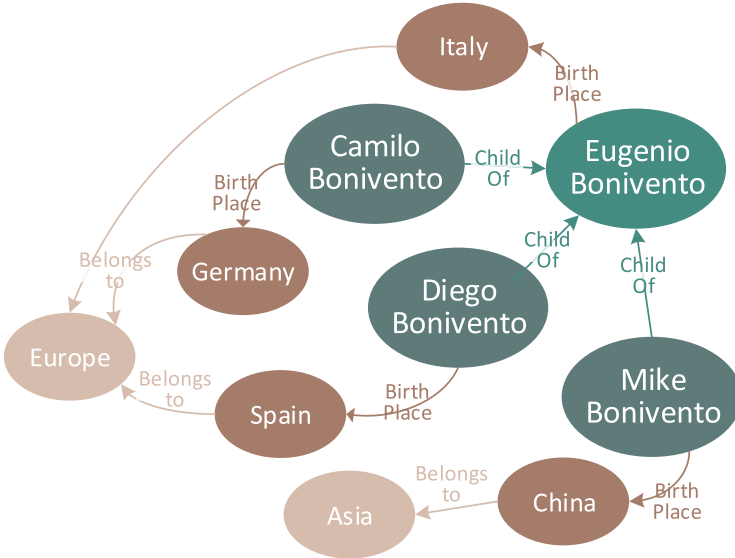 Italy
Birth
Place
Camilo
Bonivento
Child
Of
Eugenio
Bonivento
Birth
Place
Belongs
to
Germany
Child
Of
Child
Of
Diego
Bonivento
Europe
Belongs
to
Spain
Birth
Place
Mike
Bonivento
Belongs
to
Asia
China
Birth
Place